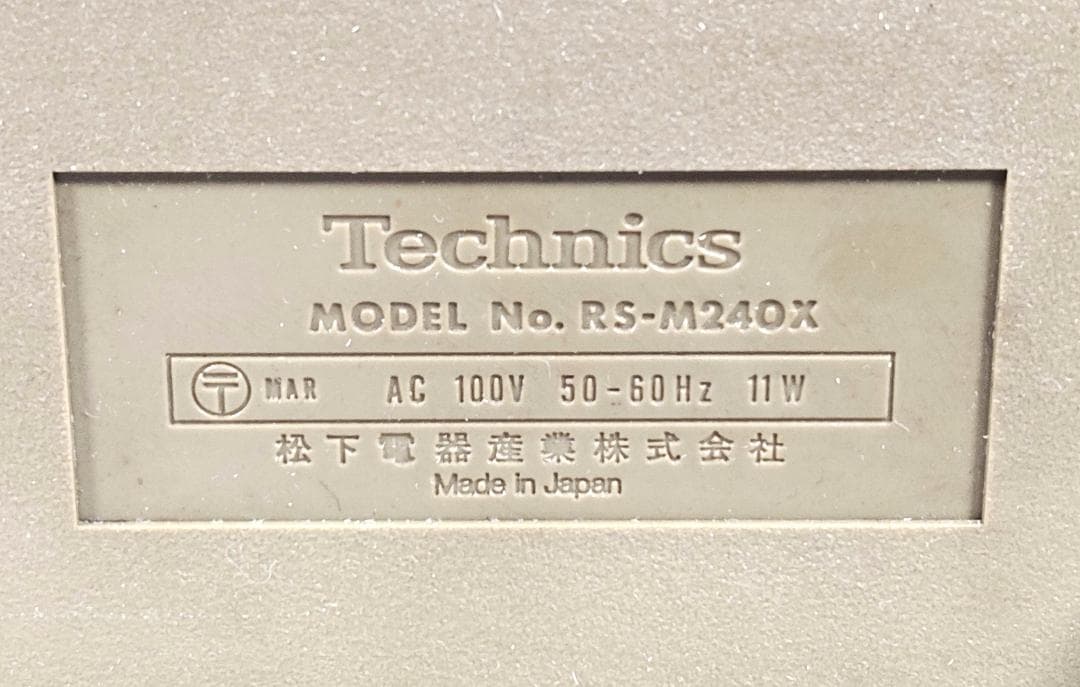 Technics
MODEL No. RS-M240X
〒 MAR AC 100V 50-60Hz 11W
松下電器産業株式会社
Made in Japan